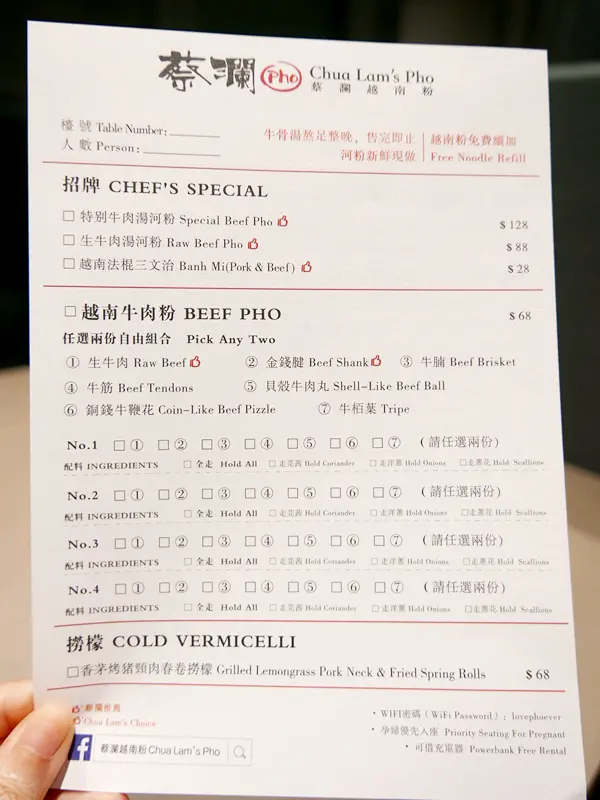 蔡瀾 Pho Chua Lam's Pho
蔡瀾越南粉
檯號 Table Number:
人數 Person:
牛骨湯熬足整晚，售完即止
河粉新鮮現做
越南粉免費續加
Free Noodle Refill
招牌 CHEF'S SPECIAL
☐ 特別牛肉湯河粉 Special Beef Pho $ 128
☐ 生牛肉湯河粉 Raw Beef Pho $ 88
☐ 越南法棍三文治 Banh Mi(Pork & Beef) $ 28
☐ 越南牛肉粉 BEEF PHO $ 68
任選兩份自由組合 Pick Any Two
① 生牛肉 Raw Beef ② 金錢腱 Beef Shank ③ 牛腩 Beef Brisket
④ 牛筋 Beef Tendons ⑤ 貝殼牛肉丸 Shell-Like Beef Ball
⑥ 銅錢牛鞭花 Coin-Like Beef Pizzle ⑦ 牛栢葉 Tripe
No.1 ☐ ① ☐ ② ☐ ③ ☐ ④ ☐ ⑤ ☐ ⑥ ☐ ⑦ (請任選兩份)
配料 INGREDIENTS ☐ 全走 Hold All ☐ 走芫茜 Hold Coriander ☐ 走洋蔥 Hold Onions ☐ 走蔥花 Hold Scallions
No.2 ☐ ① ☐ ② ☐ ③ ☐ ④ ☐ ⑤ ☐ ⑥ ☐ ⑦ (請任選兩份)
配料 INGREDIENTS ☐ 全走 Hold All ☐ 走芫茜 Hold Coriander ☐ 走洋蔥 Hold Onions ☐ 走蔥花 Hold Scallions
No.3 ☐ ① ☐ ② ☐ ③ ☐ ④ ☐ ⑤ ☐ ⑥ ☐ ⑦ (請任選兩份)
配料 INGREDIENTS ☐ 全走 Hold All ☐ 走芫茜 Hold Coriander ☐ 走洋蔥 Hold Onions ☐ 走蔥花 Hold Scallions
No.4 ☐ ① ☐ ② ☐ ③ ☐ ④ ☐ ⑤ ☐ ⑥ ☐ ⑦ (請任選兩份)
配料 INGREDIENTS ☐ 全走 Hold All ☐ 走芫茜 Hold Coriander ☐ 走洋蔥 Hold Onions ☐ 走蔥花 Hold Scallions
撈檬 COLD VERMICELLI
☐ 香茅烤豬頸肉春卷撈檬 Grilled Lemongrass Pork Neck & Fried Spring Rolls $ 68
蔡瀾推薦
Chua Lam's Choice
f 蔡瀾越南粉 Chua Lam's Pho
・WIFI密碼（WiFi Password）: lovephoever
・孕婦優先入座 Priority Seating For Pregnant
・可借充電器 Powerbank Free Rental